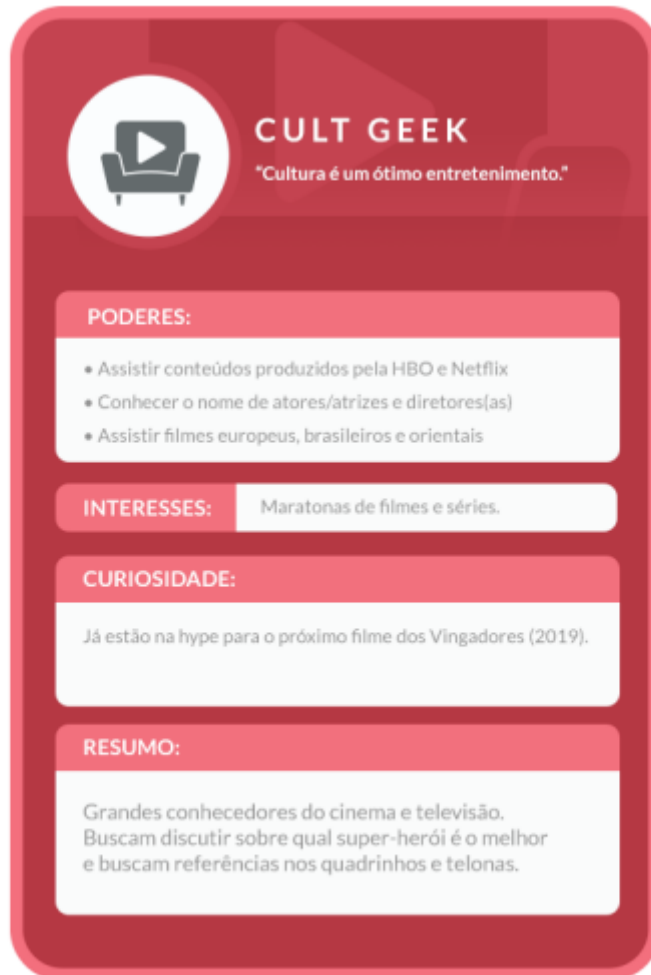 CULT GEEK
“Cultura é um ótimo entretenimento.”
PODERES:
• Assistir conteúdos produzidos pela HBO e Netflix
• Conhecer o nome de atores/atrizes e diretores(as)
• Assistir filmes europeus, brasileiros e orientais
INTERESSES:
Maratonas de filmes e séries.
CURIOSIDADE:
Já estão na hype para o próximo filme dos Vingadores (2019).
RESUMO:
Grandes conhecedores do cinema e televisão.
Buscam discutir sobre qual super-herói é o melhor
e buscam referências nos quadrinhos e telonas.